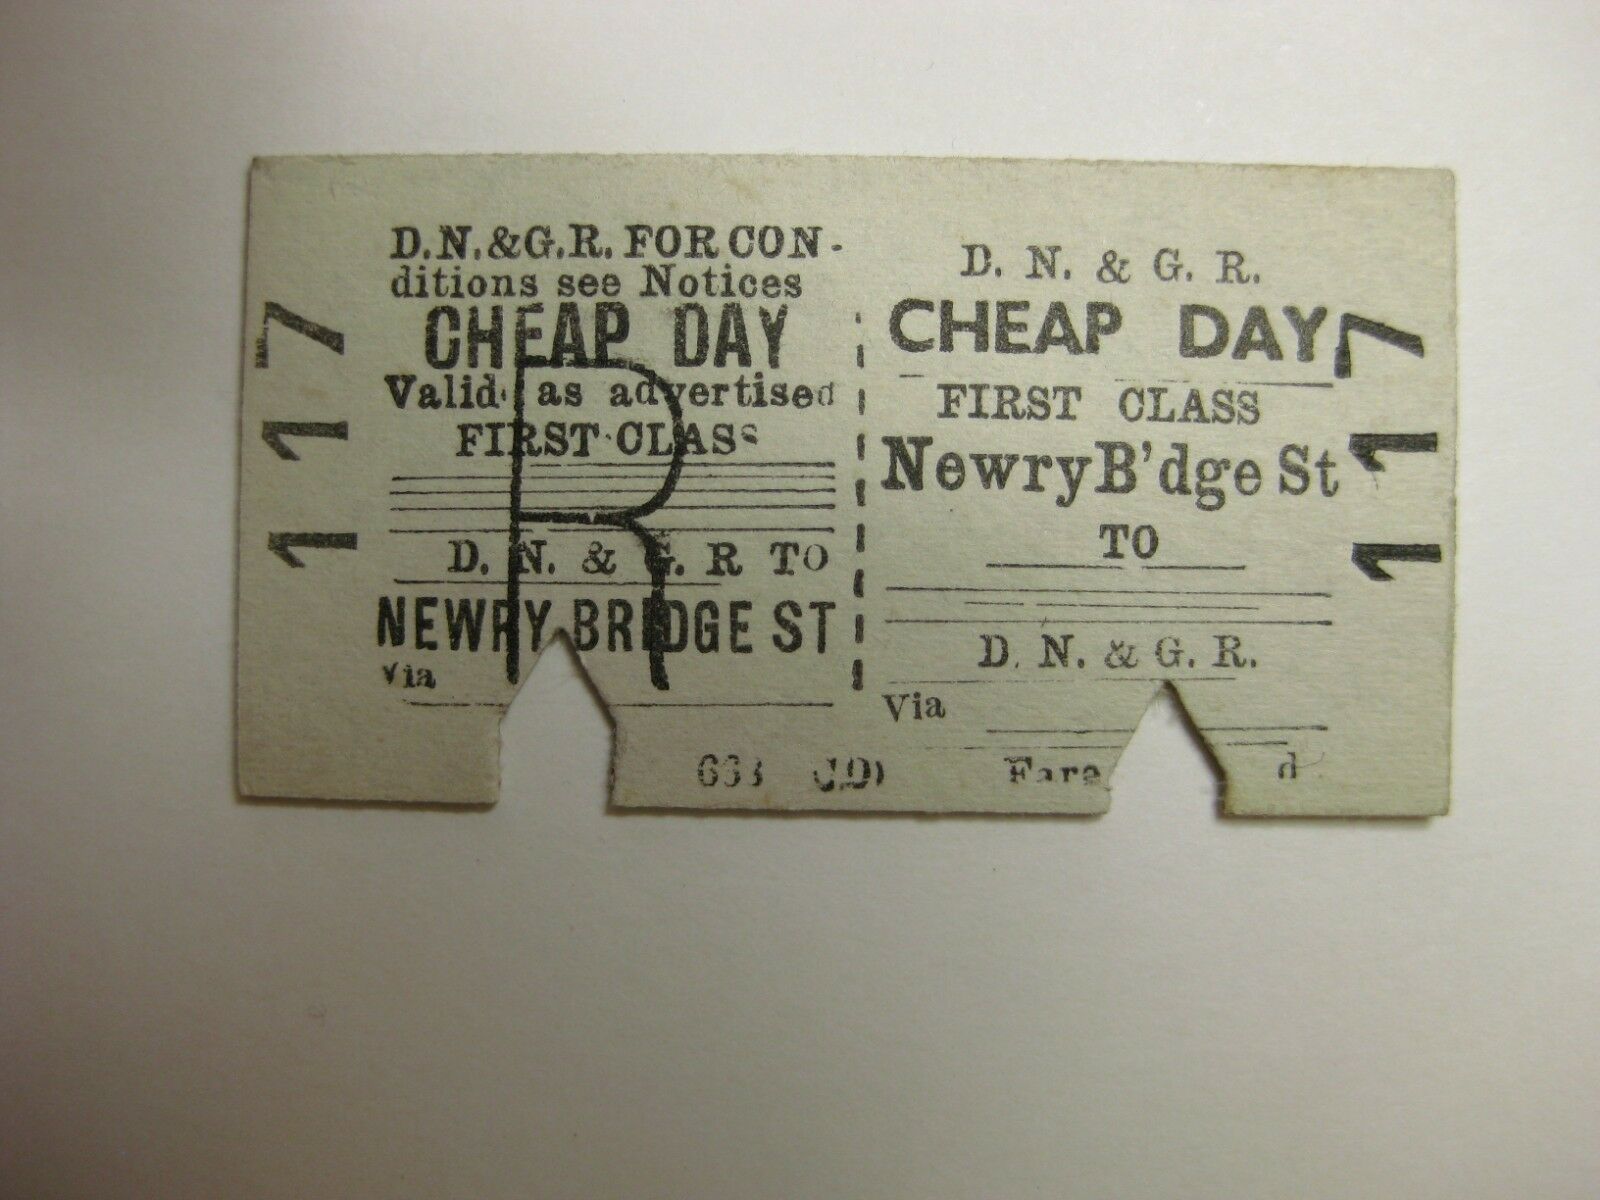 117
D.N.&G.R. FOR CON-
ditions see Notices
CHEAP DAY
Valid as advertised
FIRST CLASS
R
D. N. & G. R TO
NEWRY BRIDGE ST
Via
D. N. & G. R.
CHEAP DAY
FIRST CLASS
Newry B'dge St
TO
D. N. & G. R.
Via
Fare d
117